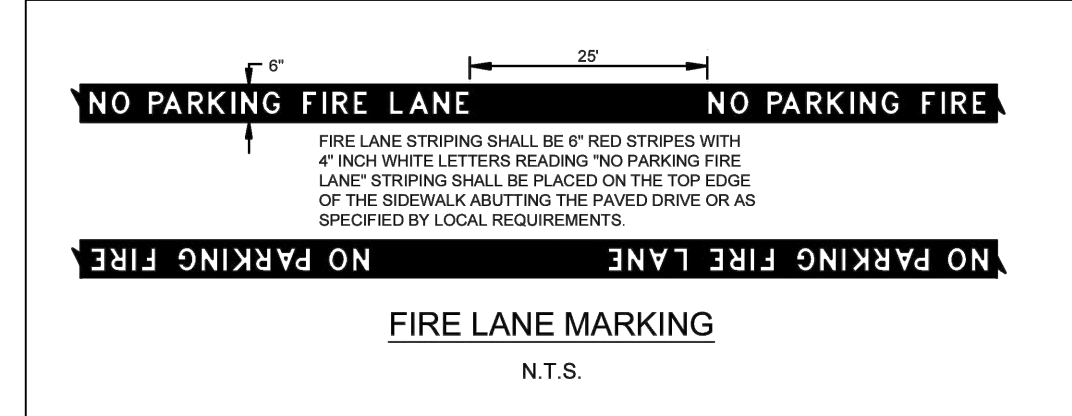 6"
25'
NO PARKING FIRE LANE NO PARKING FIRE
FIRE LANE STRIPING SHALL BE 6" RED STRIPES WITH
4" INCH WHITE LETTERS READING "NO PARKING FIRE
LANE" STRIPING SHALL BE PLACED ON THE TOP EDGE
OF THE SIDEWALK ABUTTING THE PAVED DRIVE OR AS
SPECIFIED BY LOCAL REQUIREMENTS.
NO PARKING FIRE LANE NO PARKING FIRE
FIRE LANE MARKING
N.T.S.